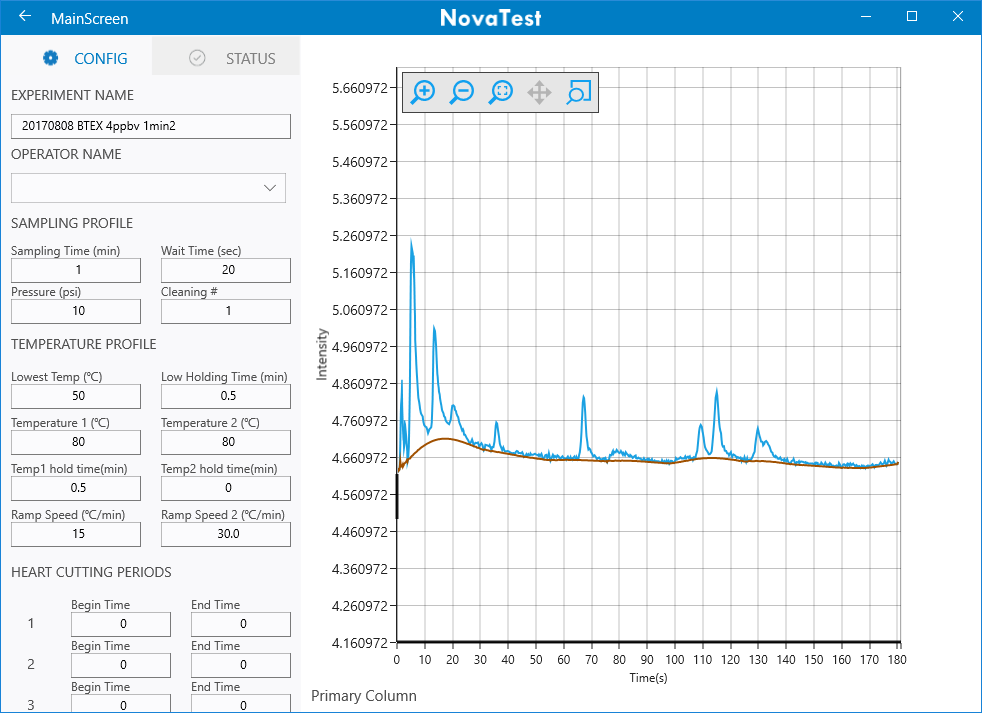 MainScreen
NovaTest
CONFIG
STATUS
EXPERIMENT NAME
20170808 BTEX 4ppbv 1min2
OPERATOR NAME
SAMPLING PROFILE
Sampling Time (min) Wait Time (sec)
1 20
Pressure (psi) Cleaning #
10 1
TEMPERATURE PROFILE
Lowest Temp (℃) Low Holding Time (min)
50 0.5
Temperature 1 (℃) Temperature 2 (℃)
80 80
Temp1 hold time(min) Temp2 hold time(min)
0.5 0
Ramp Speed (℃/min) Ramp Speed 2 (℃/min)
15 30.0
HEART CUTTING PERIODS
Begin Time End Time
1 0 0
Begin Time End Time
2 0 0
Begin Time End Time
3 0 0
5.660972
5.560972
5.460972
5.360972
5.260972
5.160972
5.060972
4.960972
4.860972
4.760972
4.660972
4.560972
4.460972
4.360972
4.260972
4.160972
Intensity
0 10 20 30 40 50 60 70 80 90 100 110 120 130 140 150 160 170 180
Time(s)
Primary Column